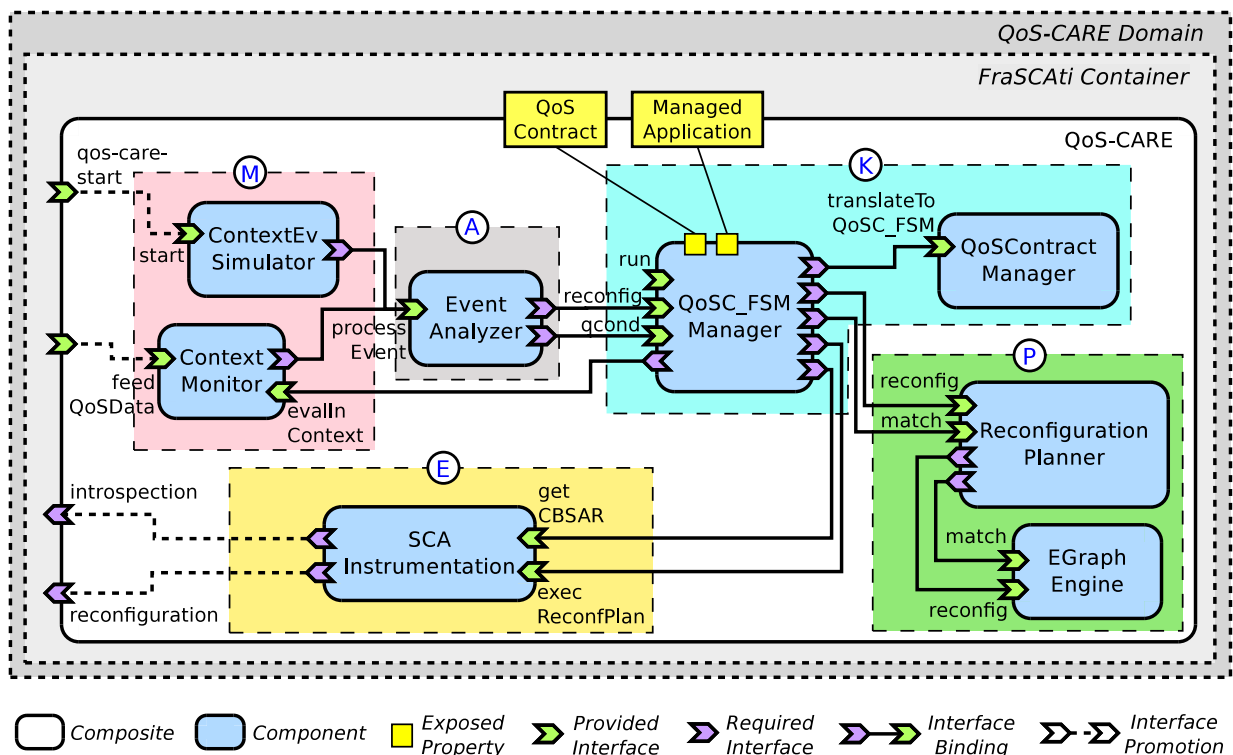 QoS-CARE Domain
FraSCAti Container
QoS
Contract
Managed
Application
QoS-CARE
qos-care-
start
M
K
A
P
E
start
ContextEv
Simulator
translateTo
QoSC_FSM
QoSContract
Manager
run
reconfig
qcond
QoSC_FSM
Manager
Event
Analyzer
process
Event
Context
Monitor
feed
QoSData
evalIn
Context
reconfig
match
Reconfiguration
Planner
match
reconfig
EGraph
Engine
introspection
reconfiguration
SCA
Instrumentation
get
CBSAR
exec
ReconfPlan
Composite
Component
Exposed
Property
Provided
Interface
Required
Interface
Interface
Binding
Interface
Promotion